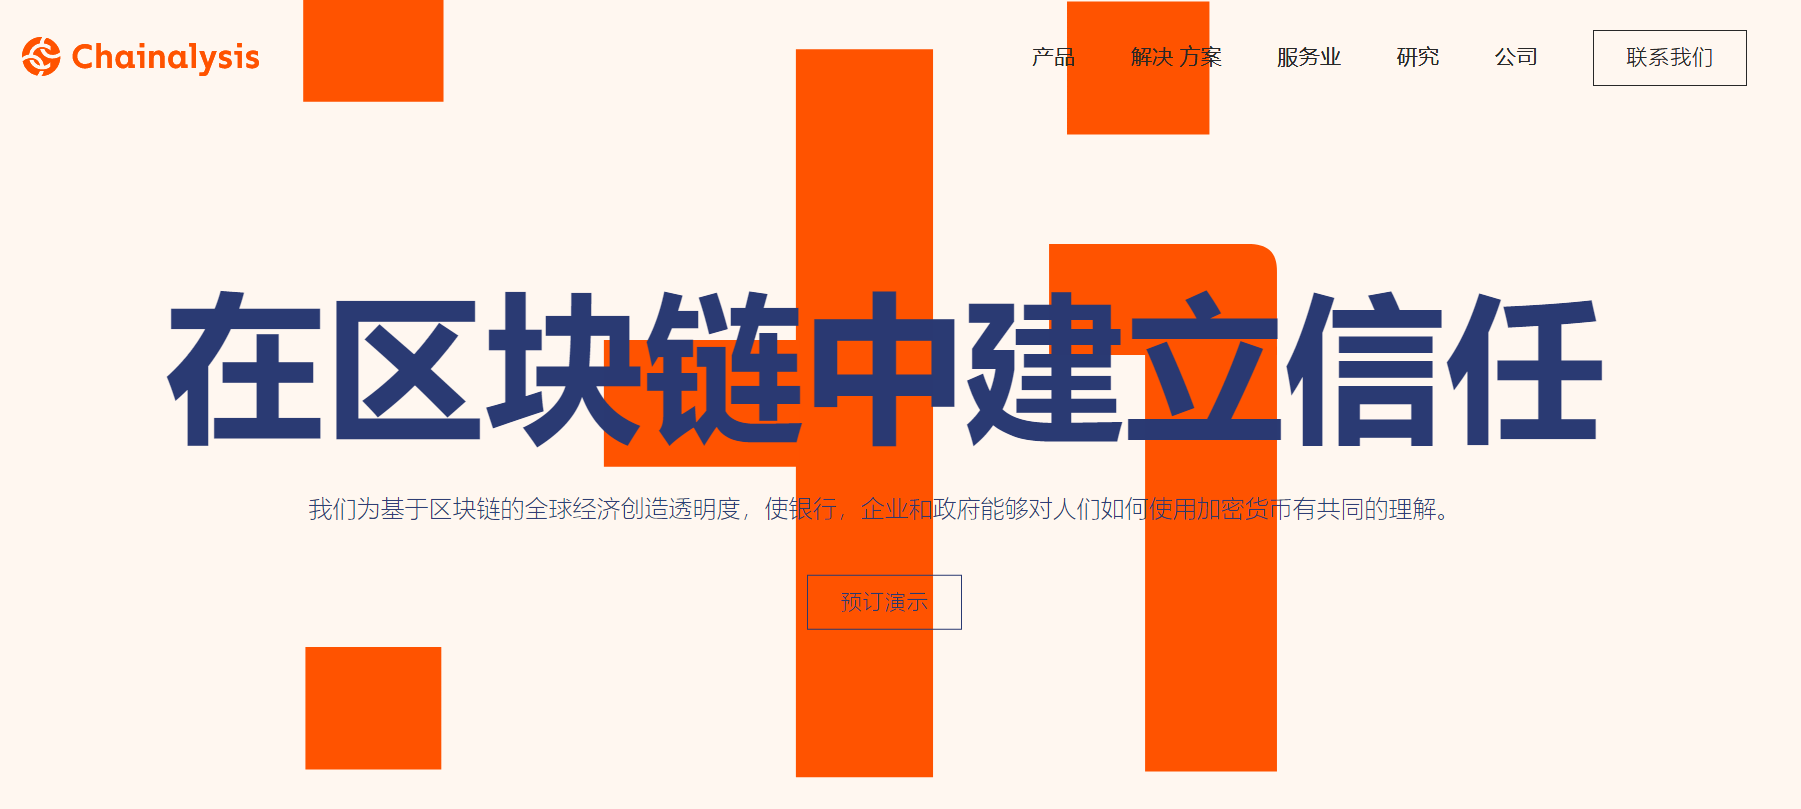 Chainalysis
产品 解决 方案 服务业 研究 公司 联系我们
在区块链中建立信任
我们为基于区块链的全球经济创造透明度，使银行，企业和政府能够对人们如何使用加密货币有共同的理解。
预订演示